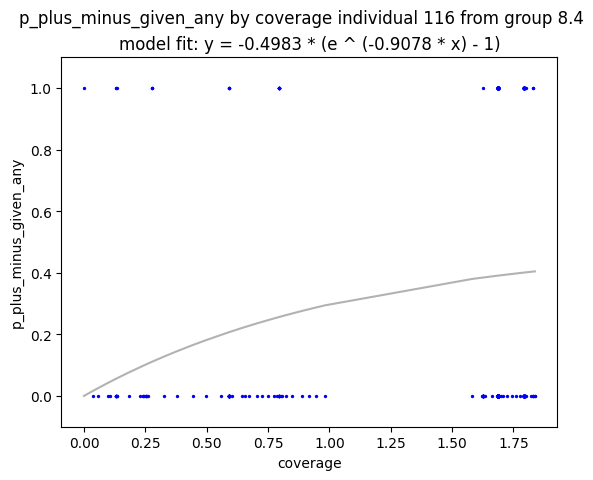 p_plus_minus_given_any by coverage individual 116 from group 8.4
model fit: y = -0.4983 * (e ^ (-0.9078 * x) - 1)
1.0
0.8
0.6
0.4
0.2
0.0
p_plus_minus_given_any
0.00 0.25 0.50 0.75 1.00 1.25 1.50 1.75
coverage